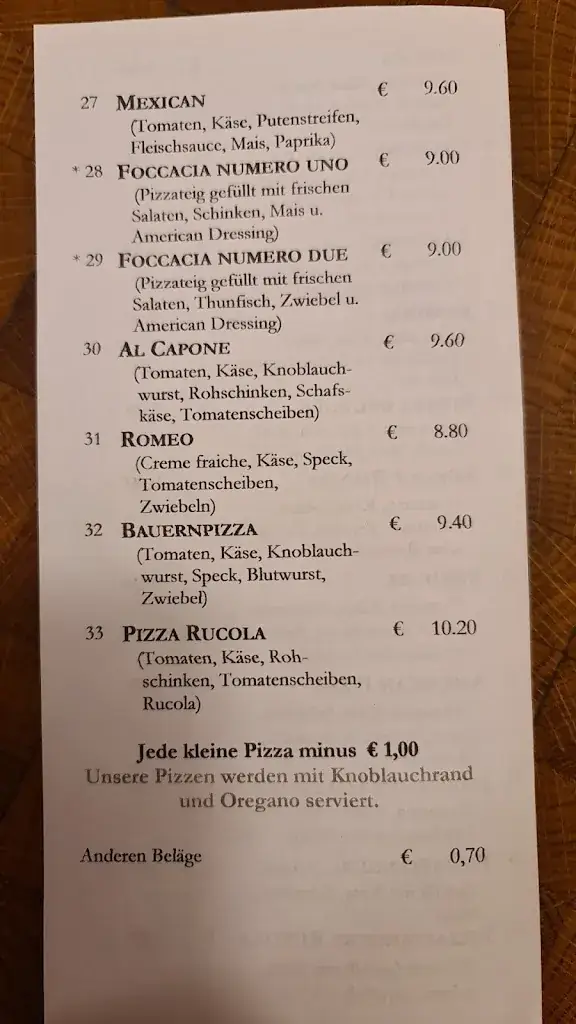 27 MEXICAN € 9.60
(Tomaten, Käse, Putenstreifen,
Fleischsauce, Mais, Paprika)
* 28 FOCCACIA NUMERO UNO € 9.00
(Pizzateig gefüllt mit frischen
Salaten, Schinken, Mais u.
American Dressing)
* 29 FOCCACIA NUMERO DUE € 9.00
(Pizzateig gefüllt mit frischen
Salaten, Thunfisch, Zwiebel u.
American Dressing)
30 AL CAPONE € 9.60
(Tomaten, Käse, Knoblauch-
wurst, Rohschinken, Schafs-
käse, Tomatenscheiben)
31 ROMEO € 8.80
(Creme fraiche, Käse, Speck,
Tomatenscheiben,
Zwiebeln)
32 BAUERNPIZZA € 9.40
(Tomaten, Käse, Knoblauch-
wurst, Speck, Blutwurst,
Zwiebel)
33 PIZZA RUCOLA € 10.20
(Tomaten, Käse, Roh-
schinken, Tomatenscheiben,
Rucola)
Jede kleine Pizza minus € 1,00
Unsere Pizzen werden mit Knoblauchrand
und Oregano serviert.
Anderen Beläge € 0,70